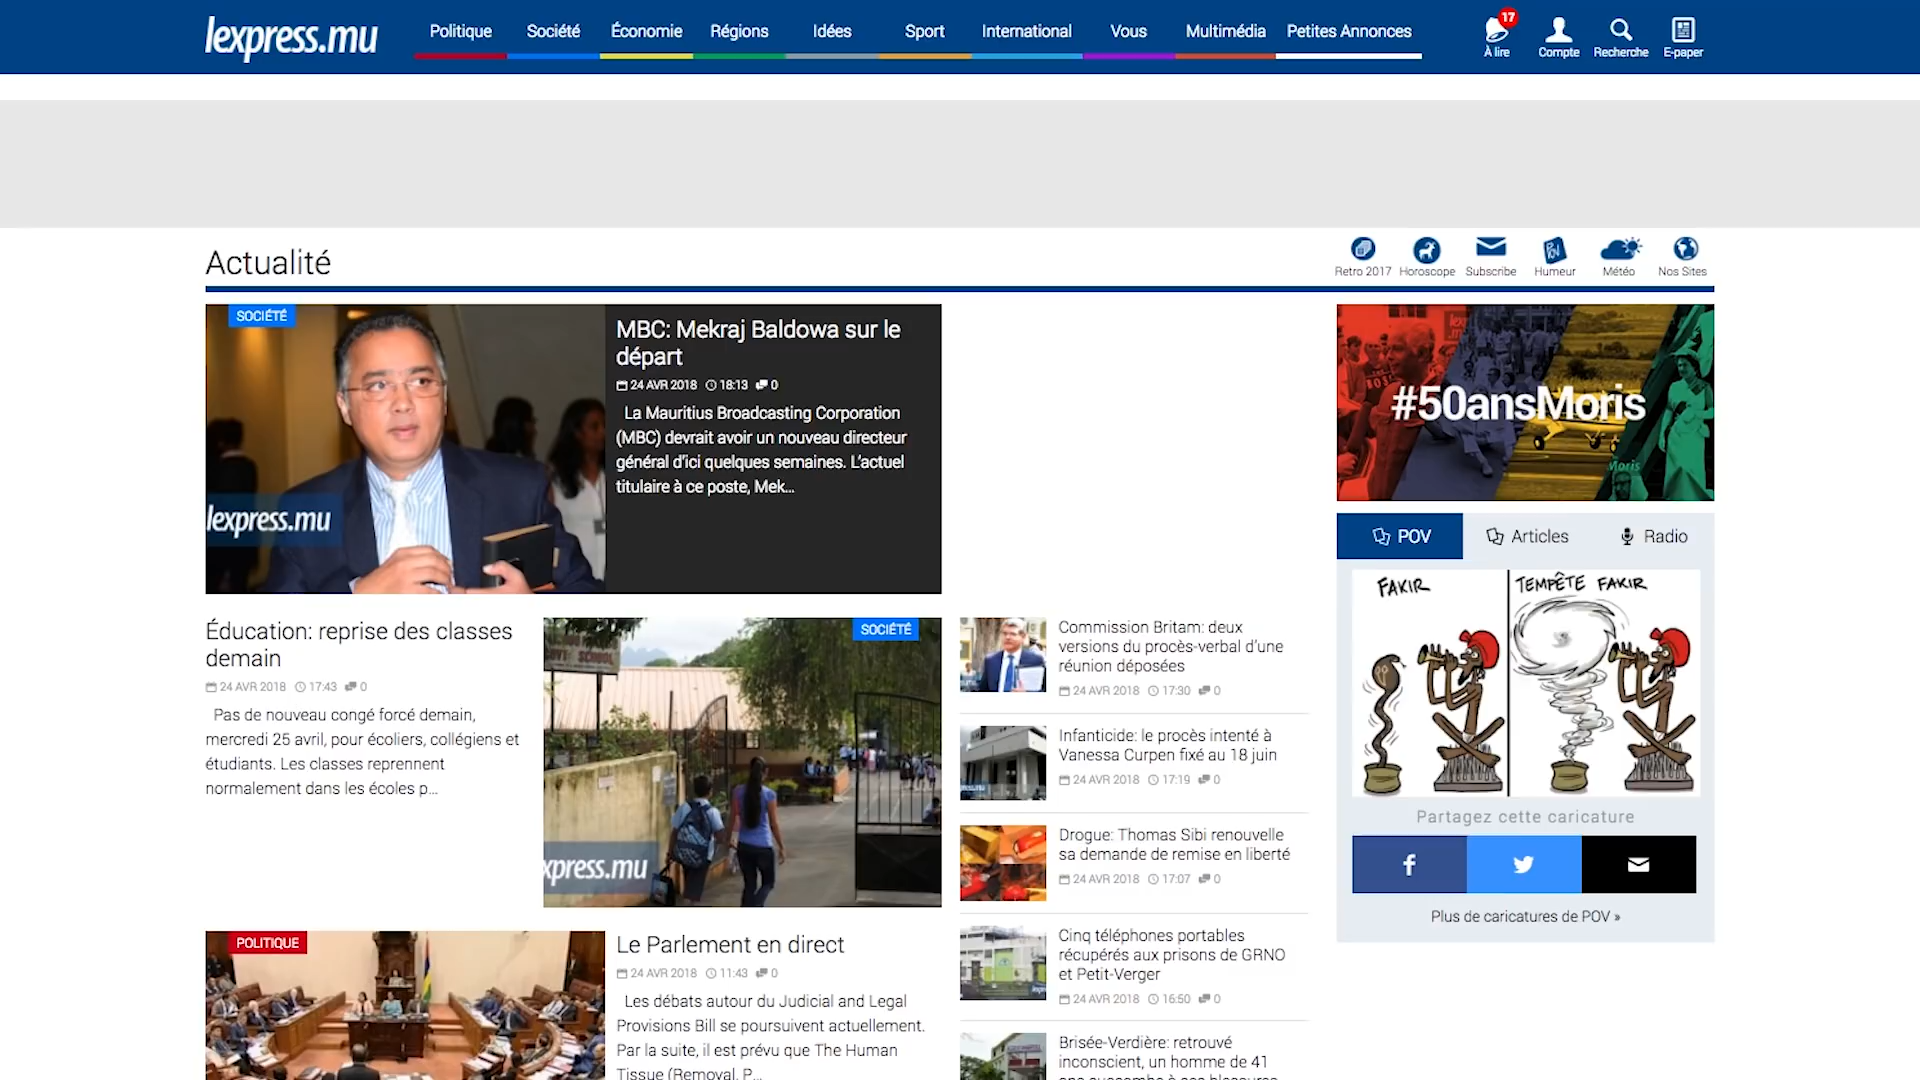 lexpress.mu
Politique
Société
Économie
Régions
Idées
Sport
International
Vous
Multimédia
Petites Annonces
17
À lire
Compte
Recherche
E-paper
Actualité
Retro 2017
Horoscope
Subscribe
Humeur
Météo
Nos Sites
SOCIÉTÉ
lexpress.mu
MBC: Mekraj Baldowa sur le
départ
24 AVR 2018 18:13 0
La Mauritius Broadcasting Corporation
(MBC) devrait avoir un nouveau directeur
général d'ici quelques semaines. L'actuel
titulaire à ce poste, Mek...
#50ansMoris
Moris
POV
Articles
Radio
FAKIR
TEMPÊTE FAKIR
Partagez cette caricature
Plus de caricatures de POV »
Éducation: reprise des classes
demain
24 AVR 2018 17:43 0
Pas de nouveau congé forcé demain,
mercredi 25 avril, pour écoliers, collégiens et
étudiants. Les classes reprennent
normalement dans les écoles p...
SOCIÉTÉ
GOVT SCHOOL
xpress.mu
Commission Britam: deux
versions du procès-verbal d'une
réunion déposées
24 AVR 2018 17:30 0
Infanticide: le procès intenté à
Vanessa Curpen fixé au 18 juin
24 AVR 2018 17:19 0
Drogue: Thomas Sibi renouvelle
sa demande de remise en liberté
24 AVR 2018 17:07 0
Cinq téléphones portables
récupérés aux prisons de GRNO
et Petit-Verger
24 AVR 2018 16:50 0
Brisée-Verdière: retrouvé
inconscient, un homme de 41
ans succombe à ses blessures
POLITIQUE
Le Parlement en direct
24 AVR 2018 11:43 0
Les débats autour du Judicial and Legal
Provisions Bill se poursuivent actuellement.
Par la suite, il est prévu que The Human
Tissue (Removal, P...